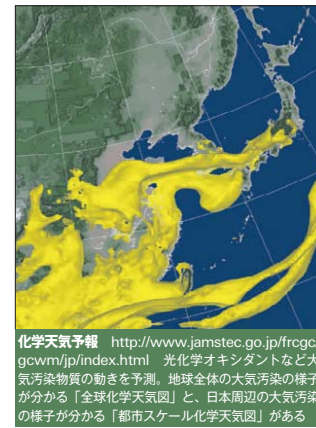 化学天気予報 http://www.jamstec.go.jp/frcgc/
gcwm/jp/index.html 光化学オキシダントなど大
気汚染物質の動きを予測。地球全体の大気汚染の様子
が分かる「全球化学天気図」と、日本周辺の大気汚染
の様子が分かる「都市スケール化学天気図」がある